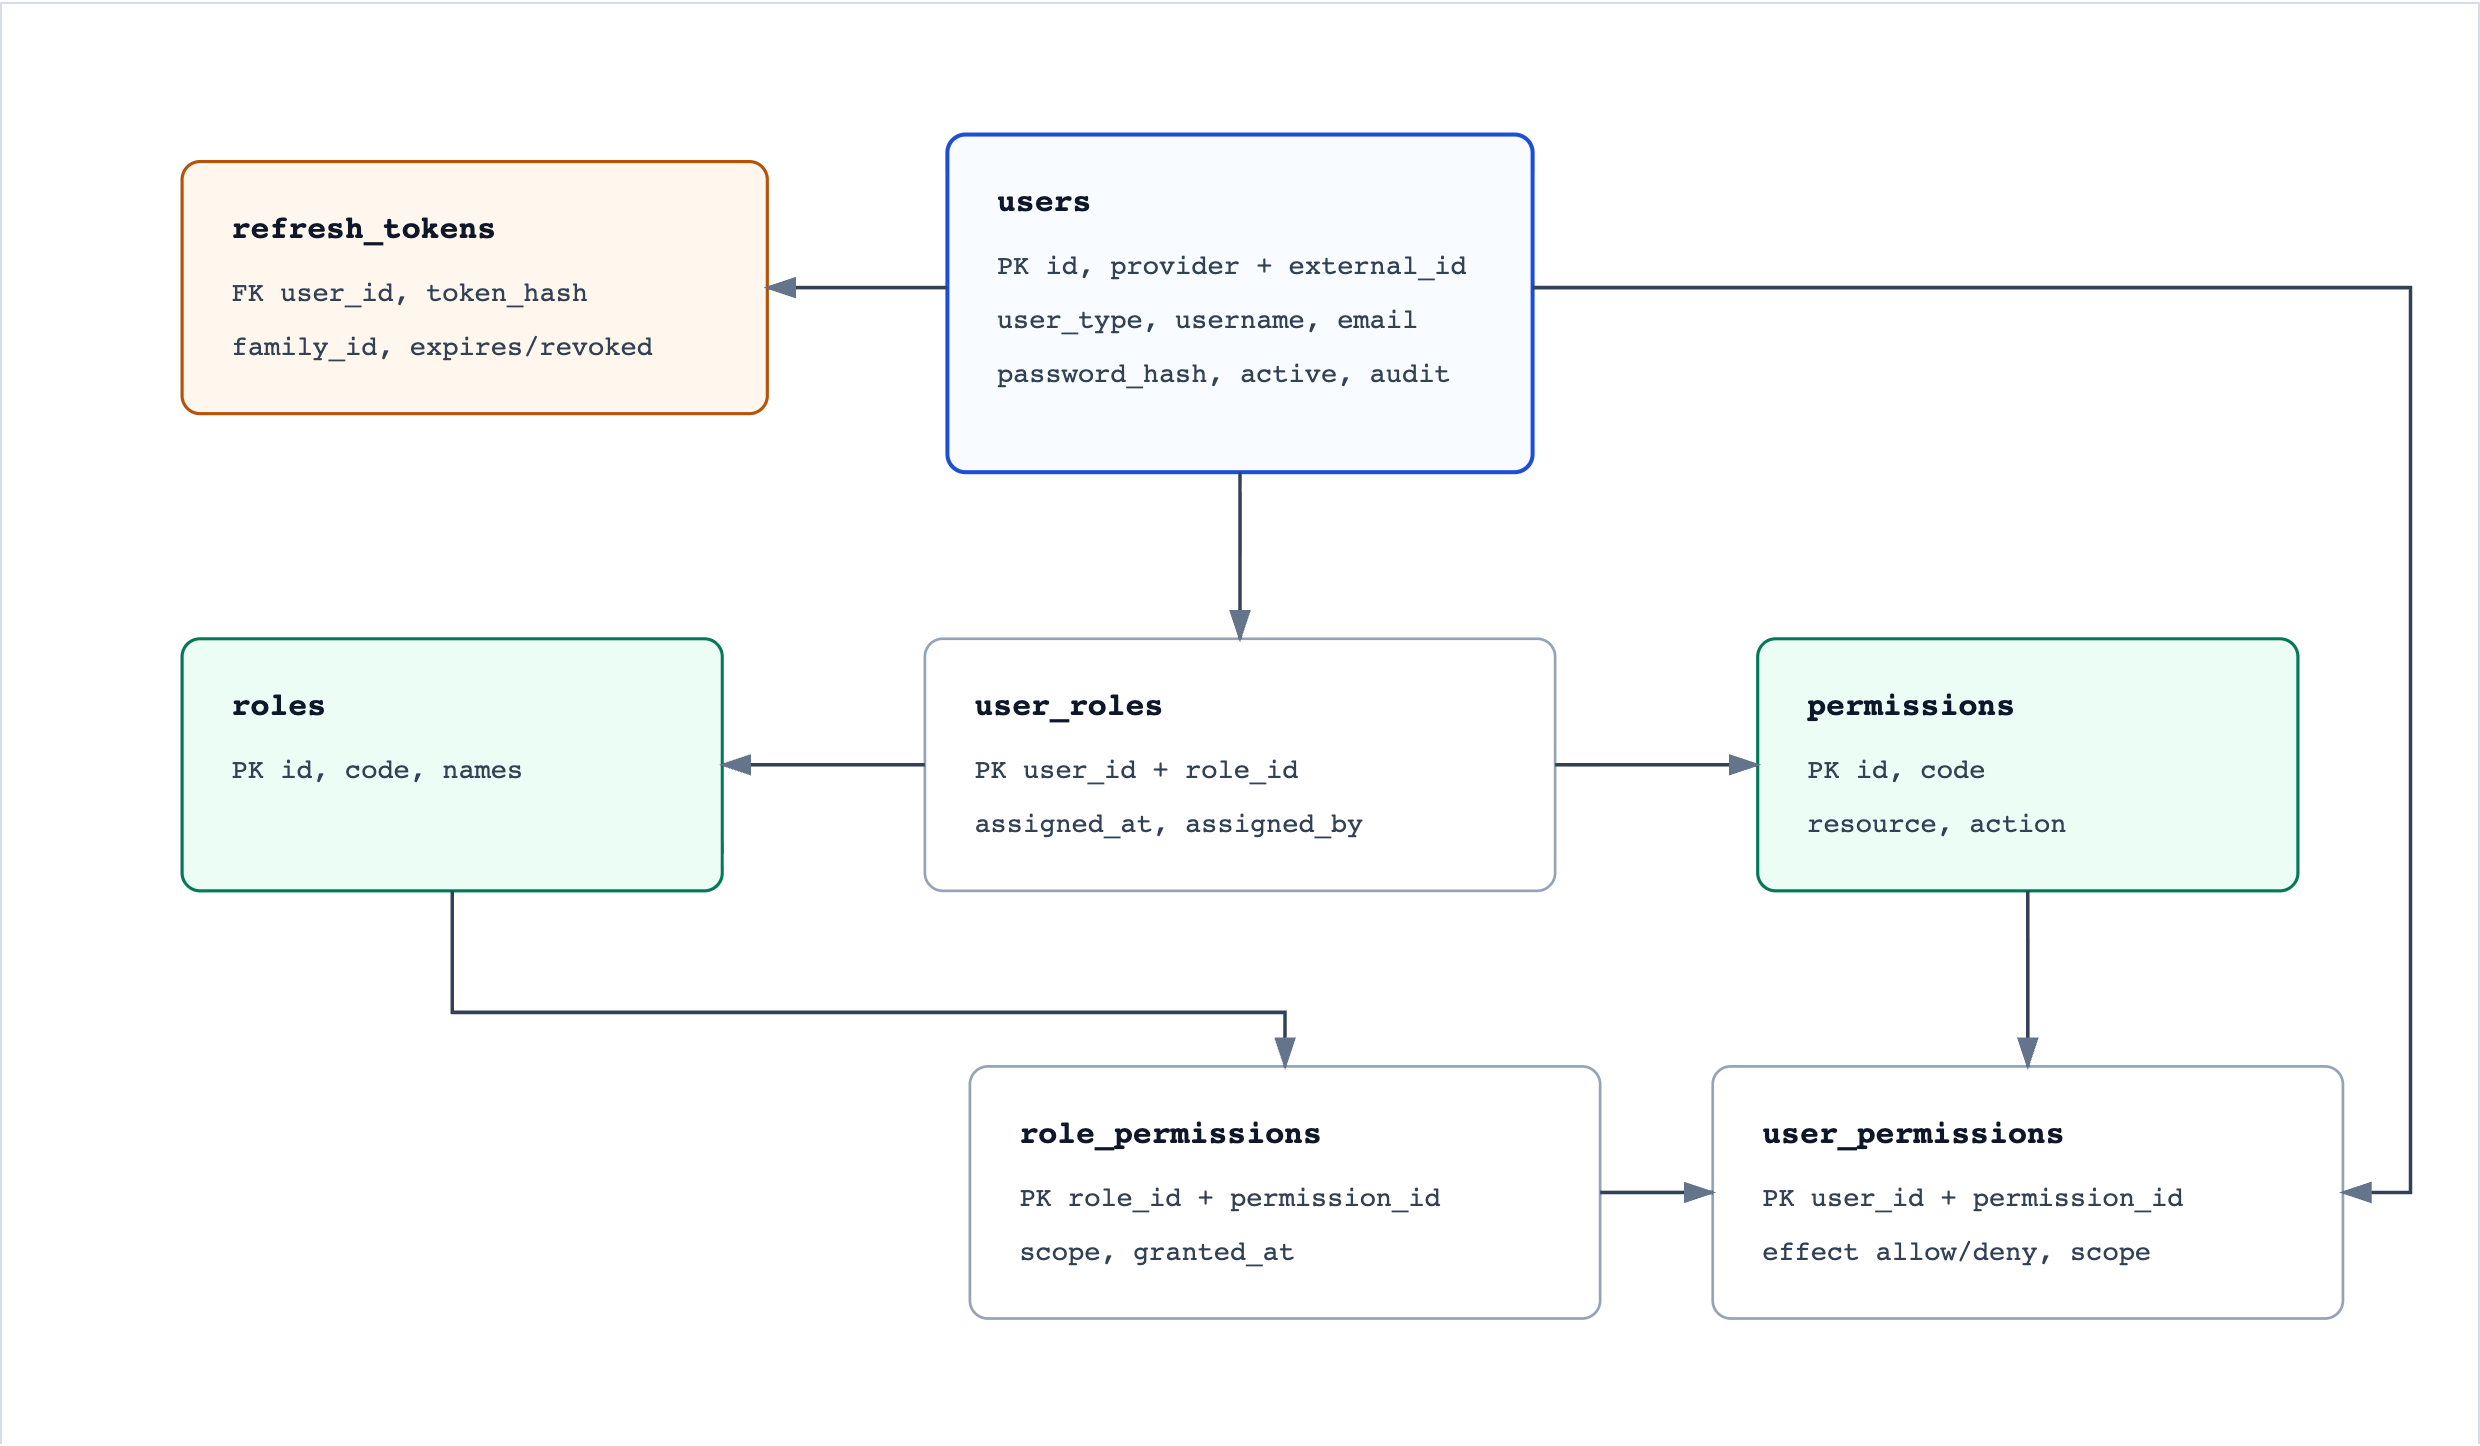 refresh_tokens
FK user_id, token_hash
family_id, expires/revoked
users
PK id, provider + external_id
user_type, username, email
password_hash, active, audit
roles
PK id, code, names
user_roles
PK user_id + role_id
assigned_at, assigned_by
permissions
PK id, code
resource, action
role_permissions
PK role_id + permission_id
scope, granted_at
user_permissions
PK user_id + permission_id
effect allow/deny, scope